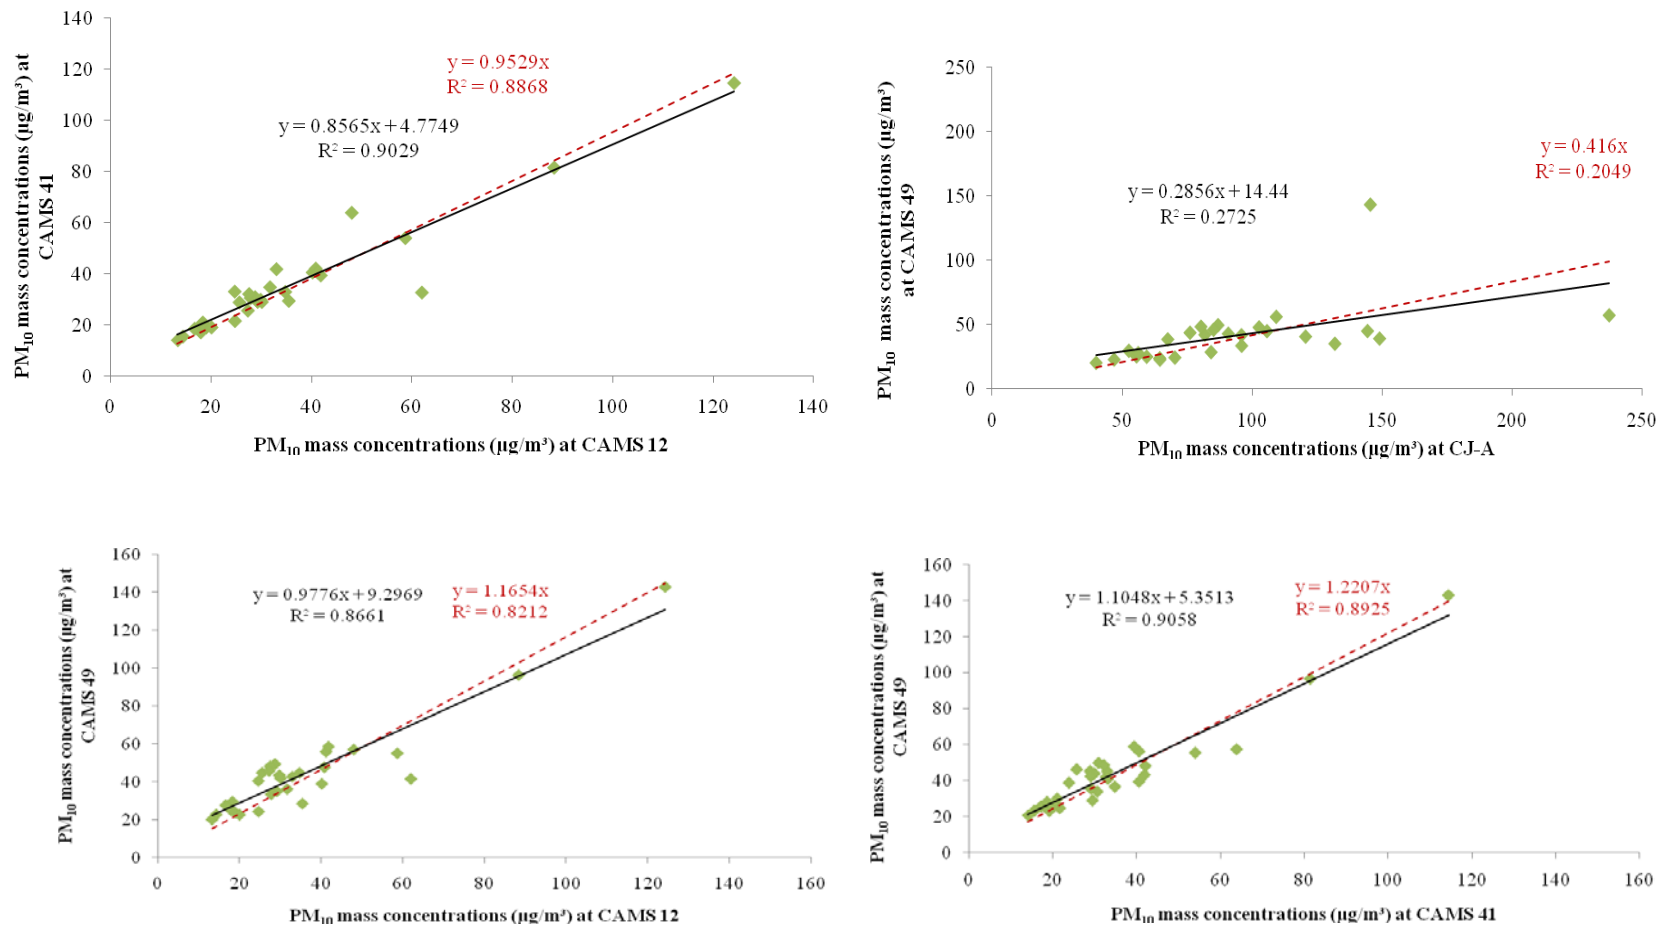 PM₁₀ mass concentrations (µg/m³) at
CAMS 41
140
120
100
80
60
40
20
0
y = 0.9529x
R² = 0.8868
y = 0.8565x + 4.7749
R² = 0.9029
0 20 40 60 80 100 120 140
PM₁₀ mass concentrations (µg/m³) at CAMS 12
PM₁₀ mass concentrations (µg/m³)
at CAMS 49
250
200
150
100
50
0
y = 0.416x
R² = 0.2049
y = 0.2856x + 14.44
R² = 0.2725
0 50 100 150 200 250
PM₁₀ mass concentrations (µg/m³) at CJ-A
PM₁₀ mass concentrations (µg/m³) at
CAMS 49
160
140
120
100
80
60
40
20
0
y = 0.9776x + 9.2969
R² = 0.8661
y = 1.1654x
R² = 0.8212
0 20 40 60 80 100 120 140 160
PM₁₀ mass concentrations (µg/m³) at CAMS 12
PM₁₀ mass concentrations (µg/m³) at
CAMS 49
160
140
120
100
80
60
40
20
0
y = 1.1048x + 5.3513
R² = 0.9058
y = 1.2207x
R² = 0.8925
0 20 40 60 80 100 120 140 160
PM₁₀ mass concentrations (µg/m³) at CAMS 41